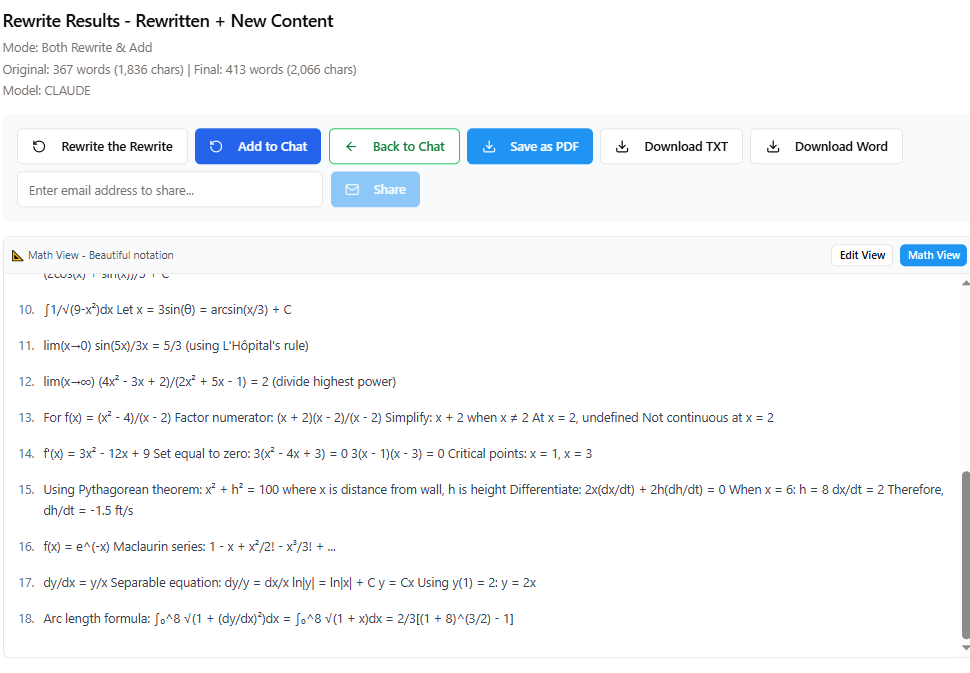 Rewrite Results - Rewritten + New Content
Mode: Both Rewrite & Add
Original: 367 words (1,836 chars) | Final: 413 words (2,066 chars)
Model: CLAUDE
Rewrite the Rewrite
Add to Chat
Back to Chat
Save as PDF
Download TXT
Download Word
Enter email address to share...
Share
Math View - Beautiful notation
Edit View
Math View
10. ∫1/√(9-x²)dx Let x = 3sin(θ) = arcsin(x/3) + C
11. lim(x→0) sin(5x)/3x = 5/3 (using L'Hôpital's rule)
12. lim(x→∞) (4x² - 3x + 2)/(2x² + 5x - 1) = 2 (divide highest power)
13. For f(x) = (x² - 4)/(x - 2) Factor numerator: (x + 2)(x - 2)/(x - 2) Simplify: x + 2 when x ≠ 2 At x = 2, undefined Not continuous at x = 2
14. f'(x) = 3x² - 12x + 9 Set equal to zero: 3(x² - 4x + 3) = 0 3(x - 1)(x - 3) = 0 Critical points: x = 1, x = 3
15. Using Pythagorean theorem: x² + h² = 100 where x is distance from wall, h is height Differentiate: 2x(dx/dt) + 2h(dh/dt) = 0 When x = 6: h = 8 dx/dt = 2 Therefore,
dh/dt = -1.5 ft/s
16. f(x) = e^(-x) Maclaurin series: 1 - x + x²/2! - x³/3! + ...
17. dy/dx = y/x Separable equation: dy/y = dx/x ln|y| = ln|x| + C y = Cx Using y(1) = 2: y = 2x
18. Arc length formula: ∫₀^8 √(1 + (dy/dx)²)dx = ∫₀^8 √(1 + x)dx = 2/3[(1 + 8)^(3/2) - 1]